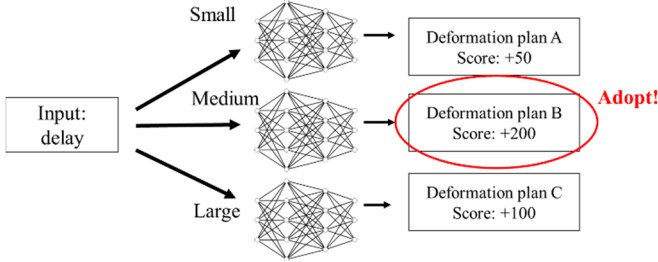 Small
Deformation plan A
Score: +50
Input:
delay
Medium
Deformation plan B
Score: +200
Adopt!
Large
Deformation plan C
Score: +100